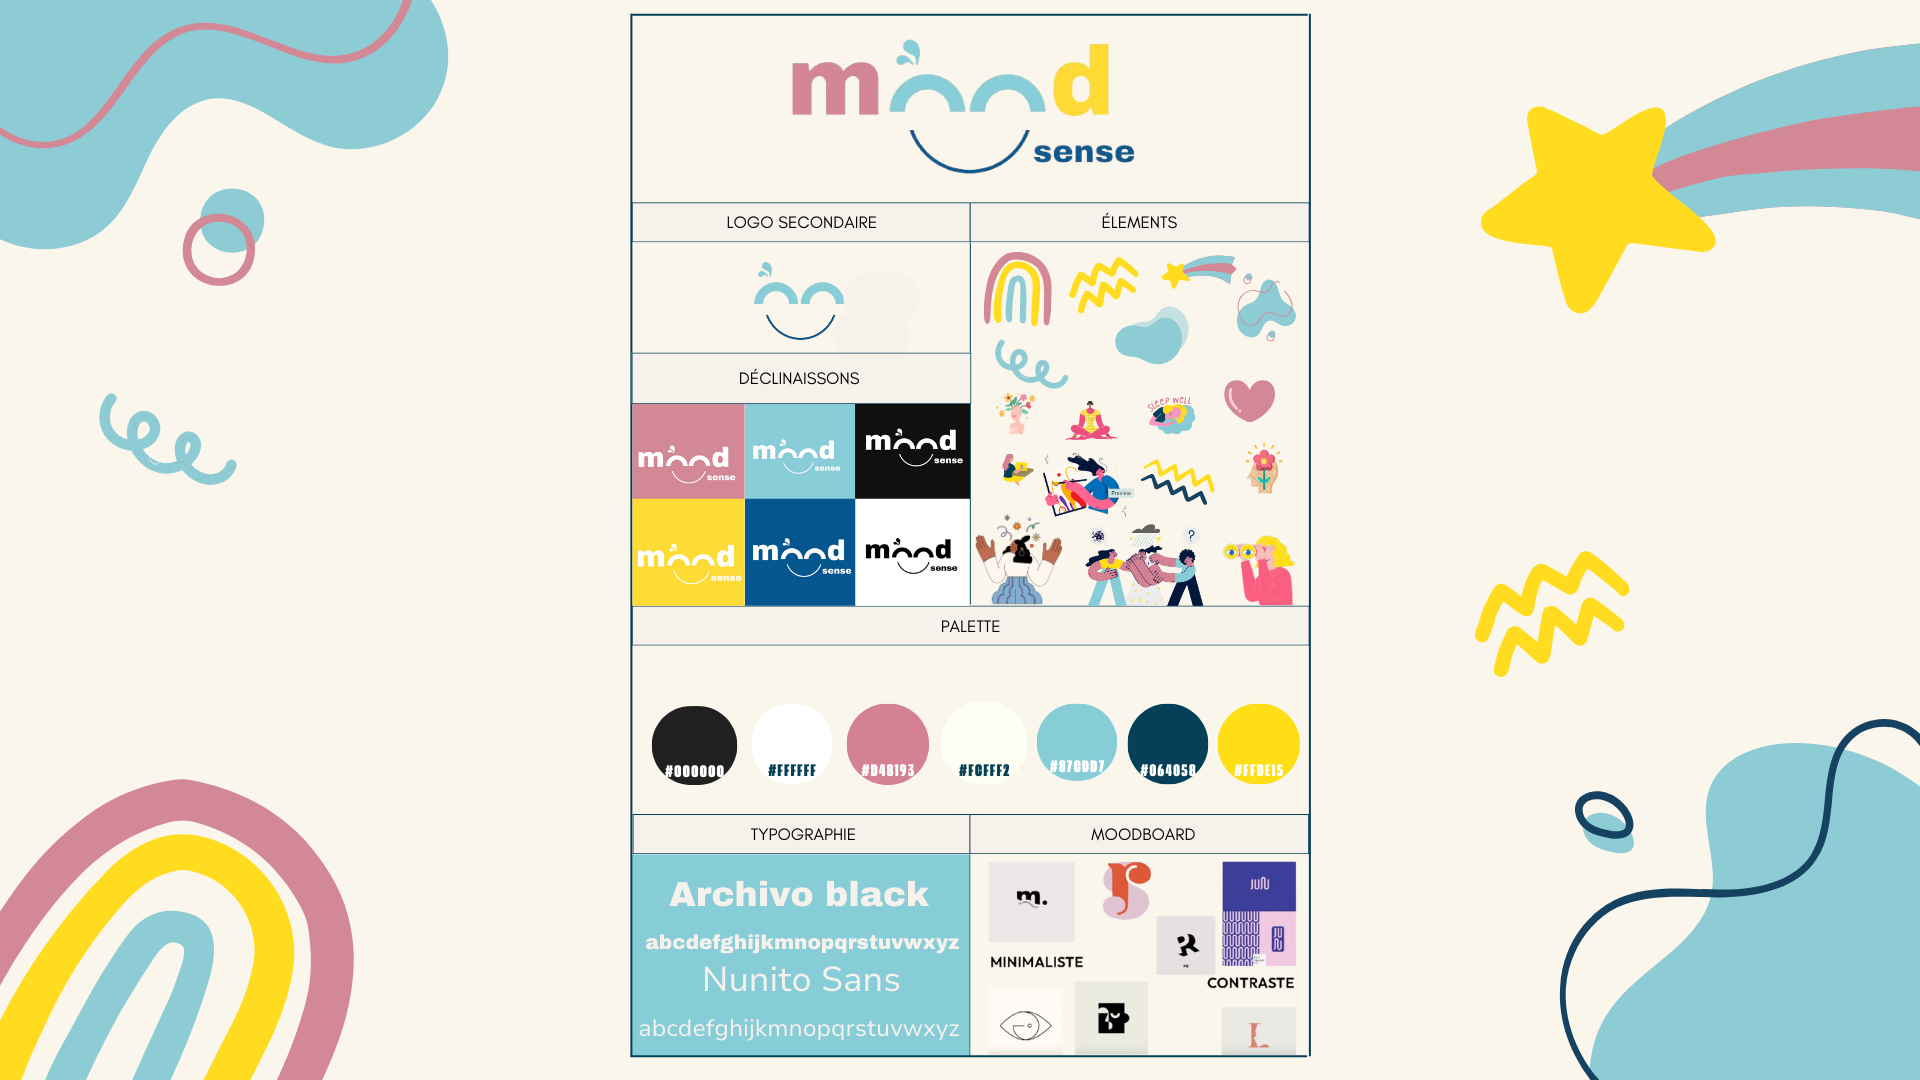 mood
sense
LOGO SECONDAIRE
ÉLEMENTS
DÉCLINAISSONS
SLEEP WELL
mood
sense
mood
sense
mood
sense
Preview
mood
sense
mood
sense
mood
sense
?
PALETTE
#000000
#FFFFFF
#D48193
#FCFFF2
#87CDD7
#064058
#FFDE15
TYPOGRAPHIE
MOODBOARD
Archivo black
abcdefghijkmnopqrstuvwxyz
Nunito Sans
abcdefghijkmnopqrstuvwxyz
m.
r
JUNU
R
MINIMALISTE
CONTRASTE
L